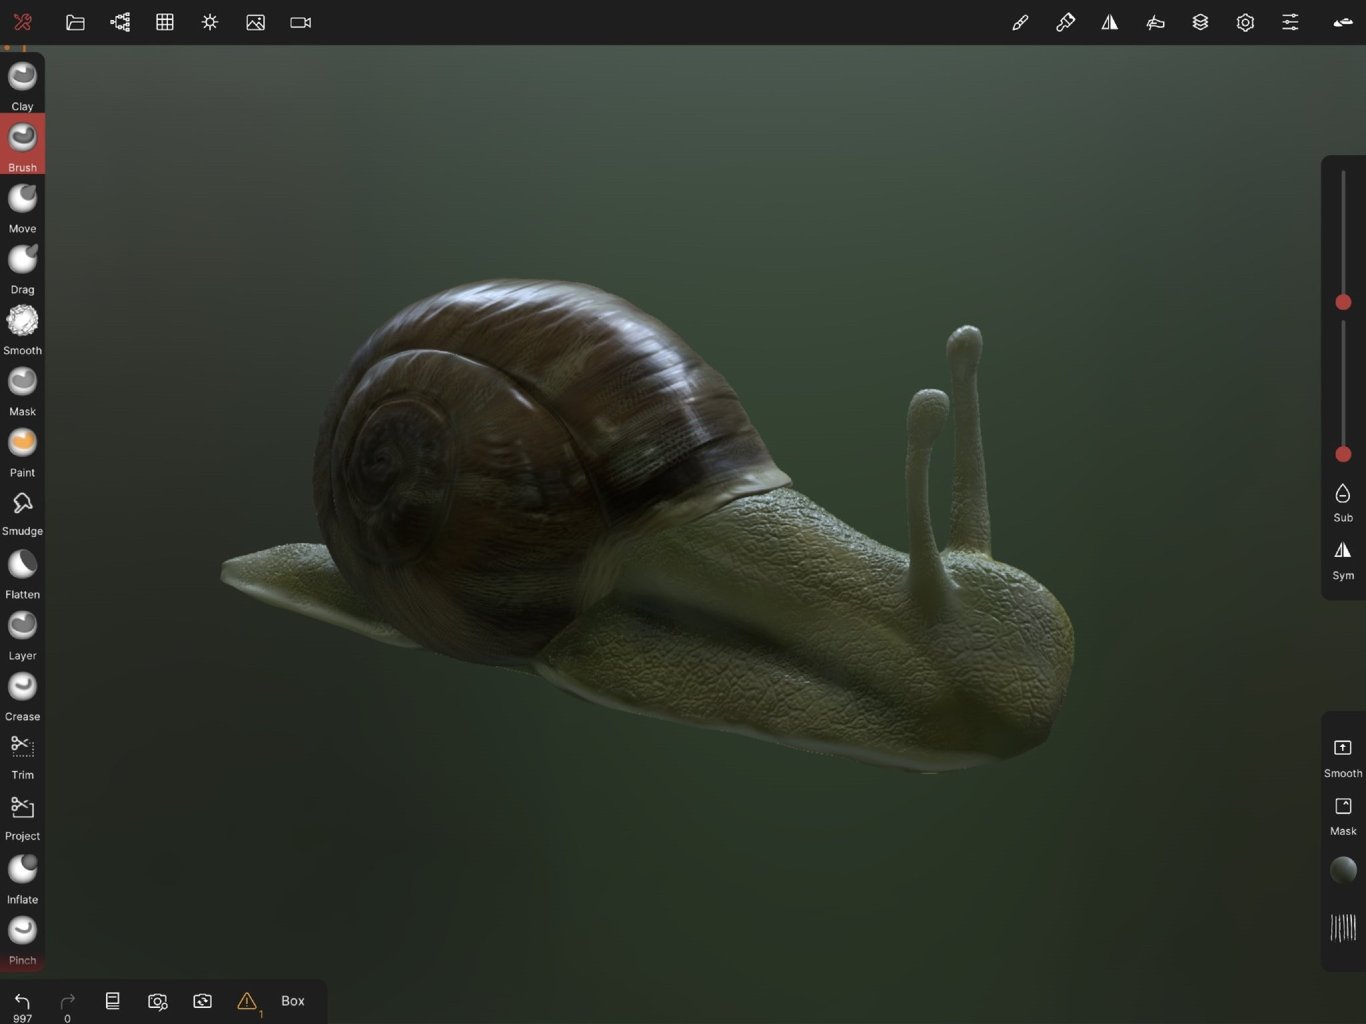 Clay
Brush
Move
Drag
Smooth
Mask
Paint
Smudge
Flatten
Layer
Crease
Trim
Project
Inflate
Pinch
Sub
Sym
Smooth
Mask
997
0
1
Box